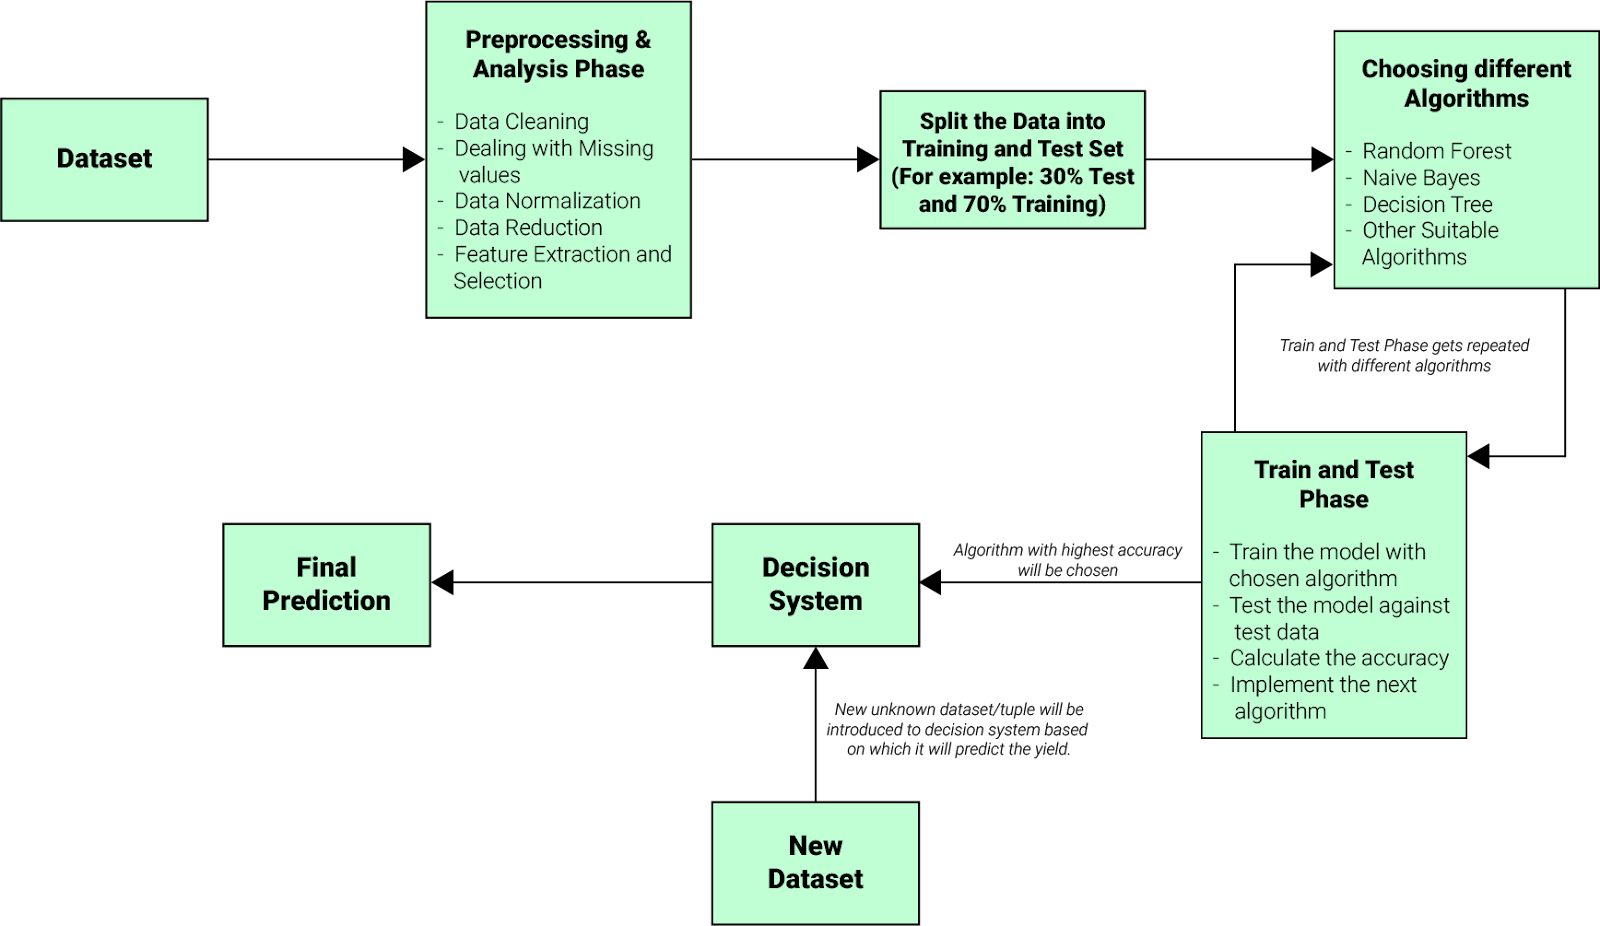 Dataset
Preprocessing &
Analysis Phase
- Data Cleaning
- Dealing with Missing
values
- Data Normalization
- Data Reduction
- Feature Extraction and
Selection
Split the Data into
Training and Test Set
(For example: 30% Test
and 70% Training)
Choosing different
Algorithms
- Random Forest
- Naive Bayes
- Decision Tree
- Other Suitable
Algorithms
Train and Test Phase gets repeated
with different algorithms
Train and Test
Phase
- Train the model with
chosen algorithm
- Test the model against
test data
- Calculate the accuracy
- Implement the next
algorithm
Algorithm with highest accuracy
will be chosen
Decision
System
Final
Prediction
New unknown dataset/tuple will be
introduced to decision system based
on which it will predict the yield.
New
Dataset